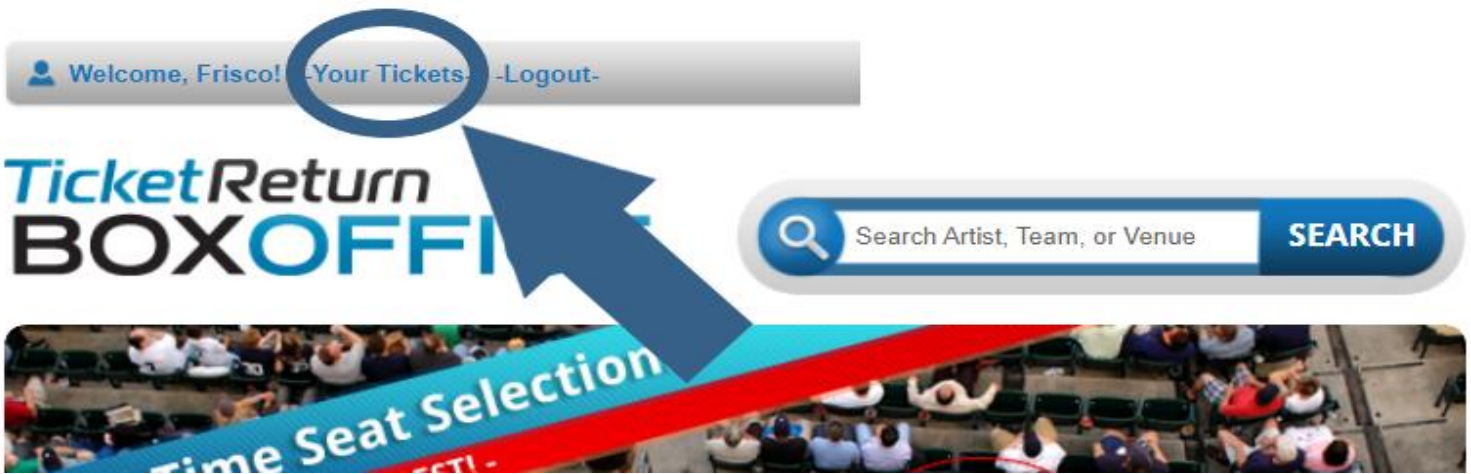 Welcome, Frisco! -Your Tickets- -Logout-
TicketReturn
BOXOFFI
Search Artist, Team, or Venue
SEARCH
Time Seat Selection